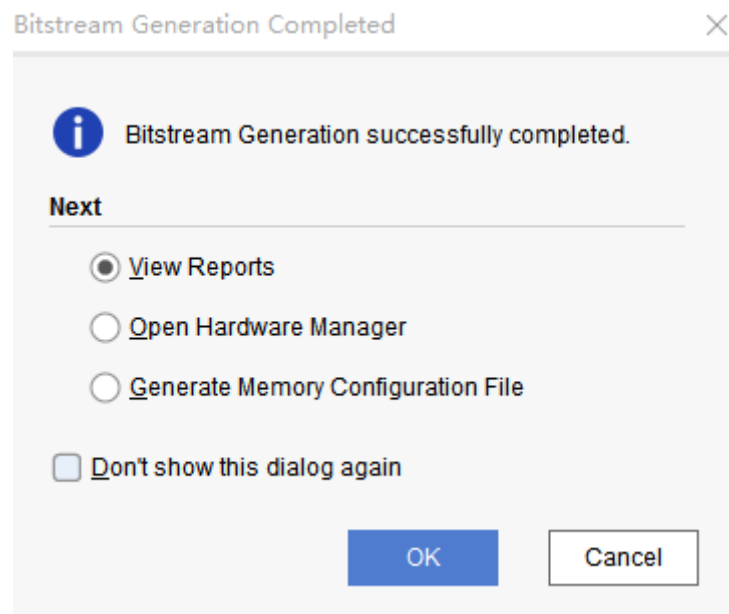 Bitstream Generation Completed
Bitstream Generation successfully completed.
Next
View Reports
Open Hardware Manager
Generate Memory Configuration File
Don't show this dialog again
OK
Cancel